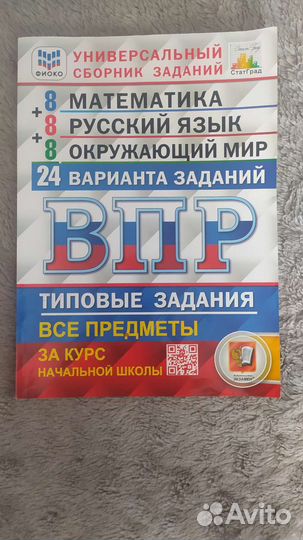 ФИОКО
УНИВЕРСАЛЬНЫЙ
СБОРНИК ЗАДАНИЙ
СтатГрад
8 МАТЕМАТИКА
+
8 РУССКИЙ ЯЗЫК
+
8 ОКРУЖАЮЩИЙ МИР
24 ВАРИАНТА ЗАДАНИЙ
ВПР
ТИПОВЫЕ ЗАДАНИЯ
ВСЕ ПРЕДМЕТЫ
ЗА КУРС
НАЧАЛЬНОЙ ШКОЛЫ
ЭКЗАМЕН
Avito